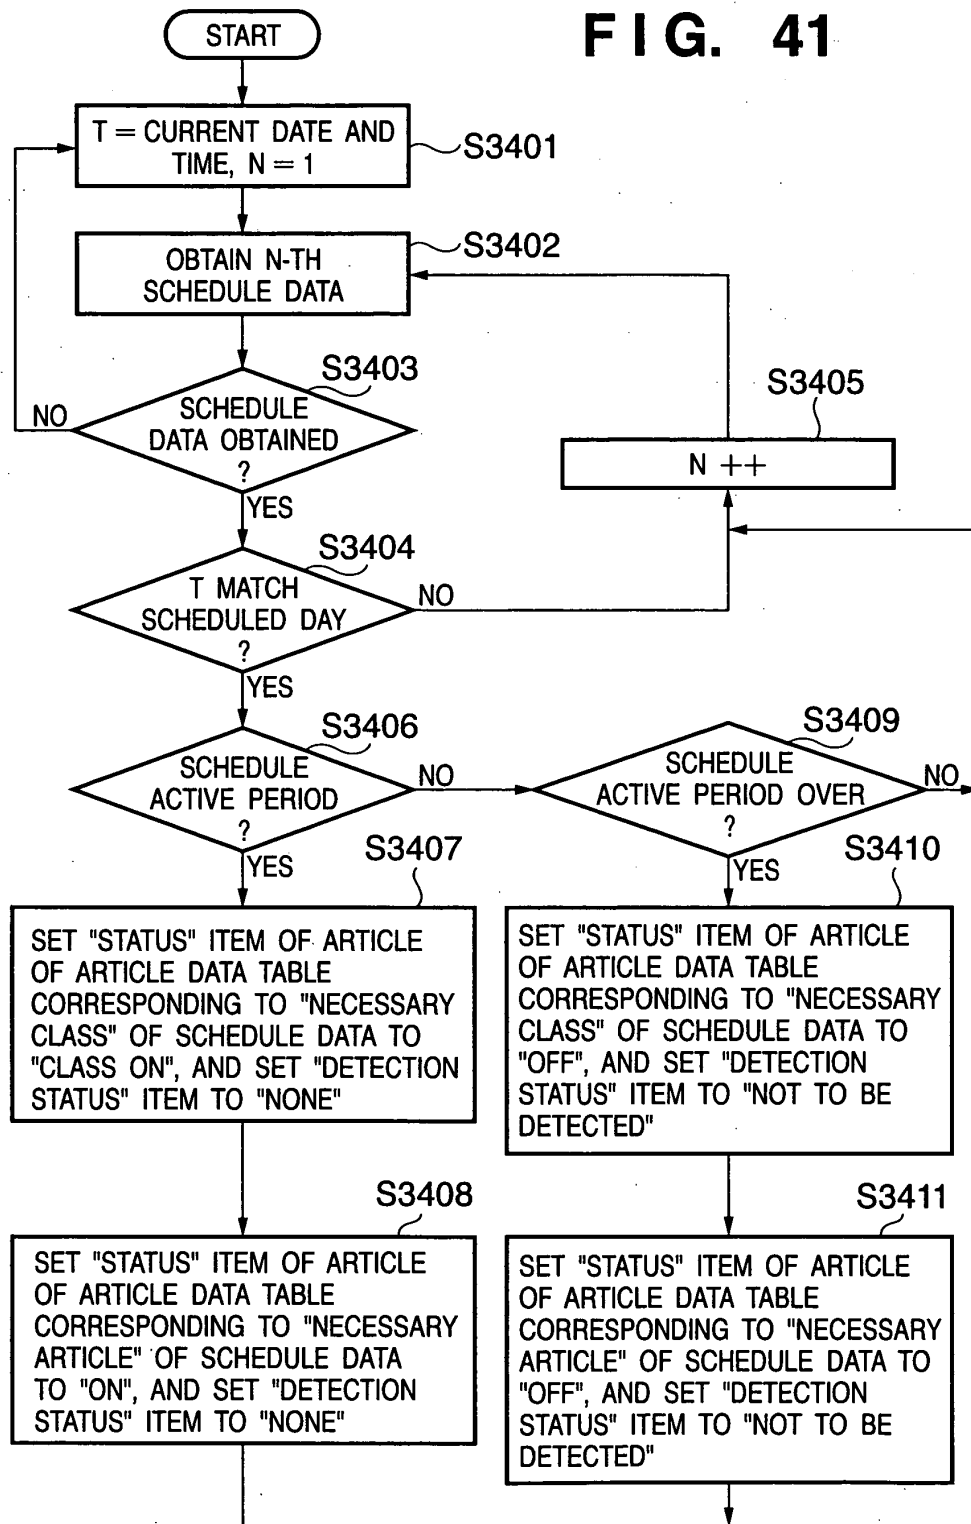 FIG. 41
START
T = CURRENT DATE AND
TIME, N = 1
S3401
OBTAIN N-TH
SCHEDULE DATA
S3402
S3403
SCHEDULE
DATA OBTAINED
?
NO
YES
S3405
N ++
S3404
T MATCH
SCHEDULED DAY
?
NO
YES
S3406
SCHEDULE
ACTIVE PERIOD
?
NO
YES
S3409
SCHEDULE
ACTIVE PERIOD OVER
?
NO
YES
S3407
SET "STATUS" ITEM OF ARTICLE
OF ARTICLE DATA TABLE
CORRESPONDING TO "NECESSARY
CLASS" OF SCHEDULE DATA TO
"CLASS ON", AND SET "DETECTION
STATUS" ITEM TO "NONE"
S3410
SET "STATUS" ITEM OF ARTICLE
OF ARTICLE DATA TABLE
CORRESPONDING TO "NECESSARY
CLASS" OF SCHEDULE DATA TO
"OFF", AND SET "DETECTION
STATUS" ITEM TO "NOT TO BE
DETECTED"
S3408
SET "STATUS" ITEM OF ARTICLE
OF ARTICLE DATA TABLE
CORRESPONDING TO "NECESSARY
ARTICLE" OF SCHEDULE DATA
TO "ON", AND SET "DETECTION
STATUS" ITEM TO "NONE"
S3411
SET "STATUS" ITEM OF ARTICLE
OF ARTICLE DATA TABLE
CORRESPONDING TO "NECESSARY
ARTICLE" OF SCHEDULE DATA TO
"OFF", AND SET "DETECTION
STATUS" ITEM TO "NOT TO BE
DETECTED"